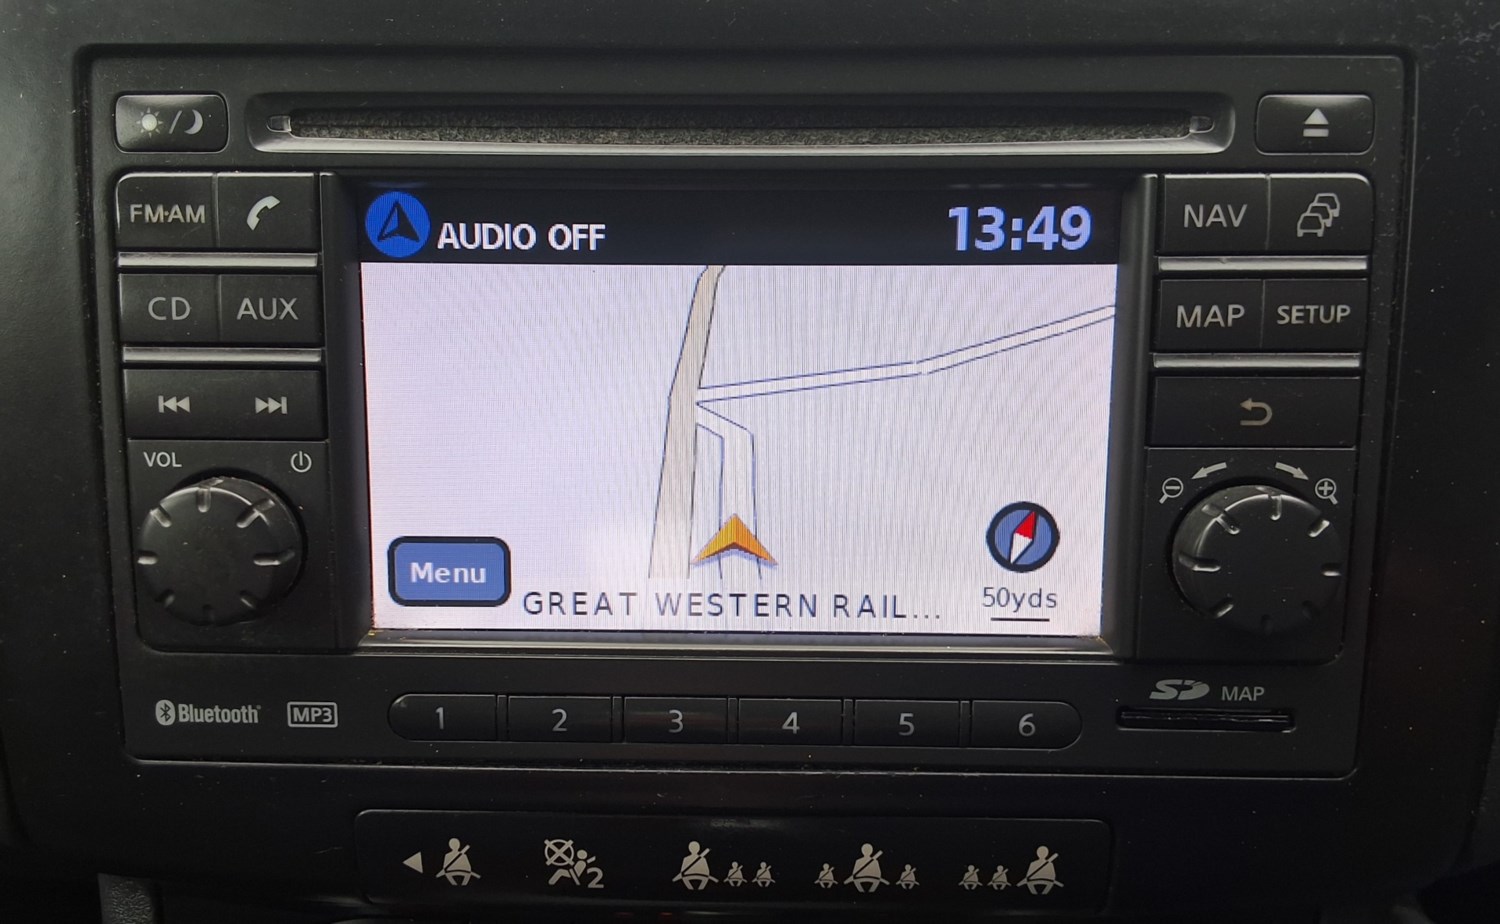 FM·AM
AUDIO OFF
13:49
NAV
CD
AUX
MAP
SETUP
VOL
Menu
GREAT WESTERN RAIL...
50yds
Bluetooth
MP3
1
2
3
4
5
6
SD
MAP
2